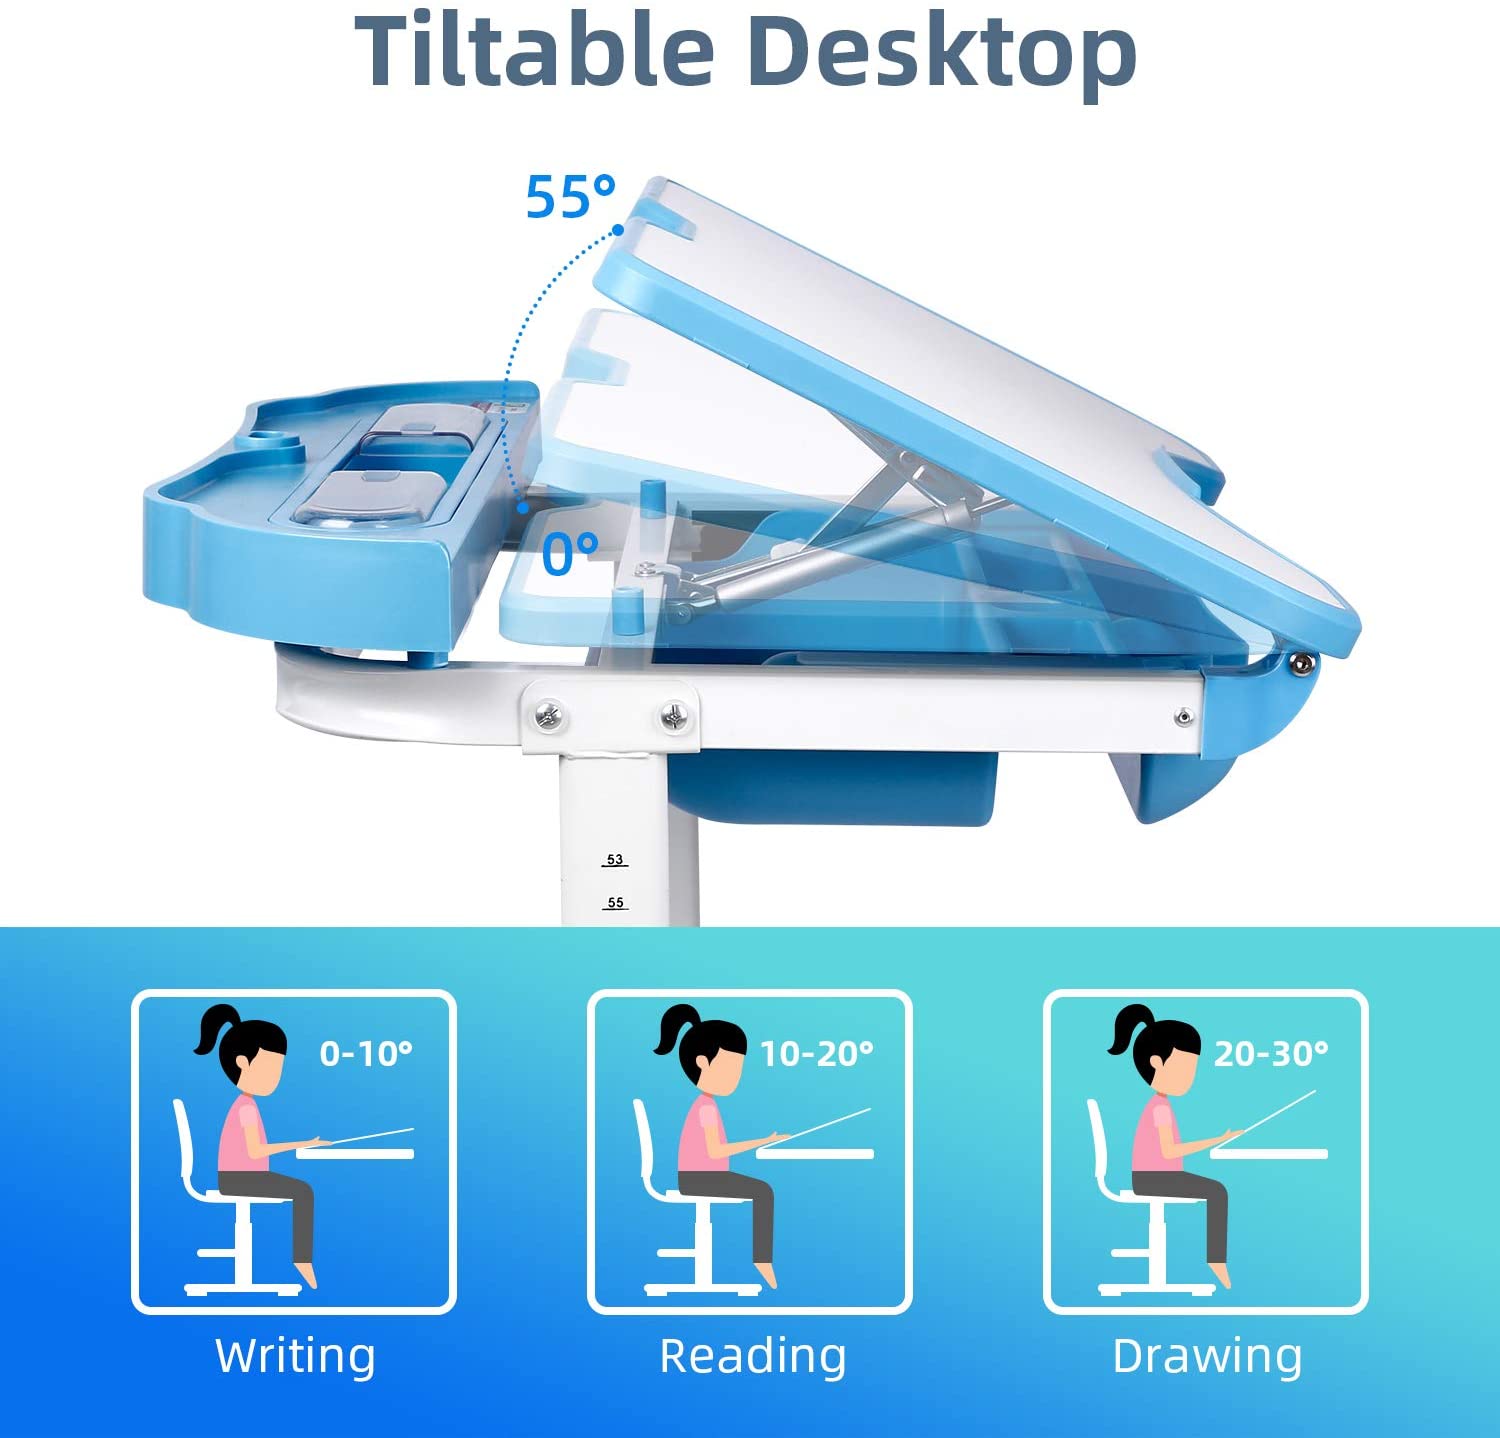 Tiltable Desktop
55°
0°
53
55
0-10°
10-20°
20-30°
Writing
Reading
Drawing